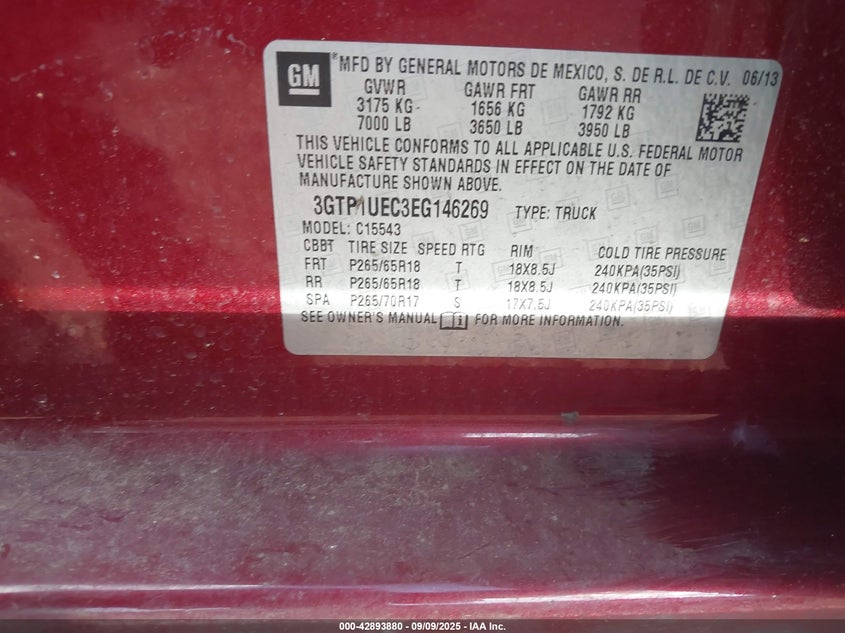 GM
® MFD BY GENERAL MOTORS DE MEXICO, S. DE R.L. DE C.V. 06/13
GVWR GAWR FRT GAWR RR
3175 KG 1656 KG 1792 KG
7000 LB 3650 LB 3950 LB
THIS VEHICLE CONFORMS TO ALL APPLICABLE U.S. FEDERAL MOTOR
VEHICLE SAFETY STANDARDS IN EFFECT ON THE DATE OF
MANUFACTURE SHOWN ABOVE.
3GTP1UEC3EG146269 TYPE: TRUCK
MODEL: C15543
CBBT TIRE SIZE SPEED RTG RIM COLD TIRE PRESSURE
FRT P265/65R18 T 18X8.5J 240KPA(35PSI)
RR P265/65R18 T 18X8.5J 240KPA(35PSI)
SPA P265/70R17 S 17X7.5J 240KPA(35PSI)
SEE OWNER'S MANUAL FOR MORE INFORMATION.
000-42893880 - 09/09/2025 - IAA Inc.